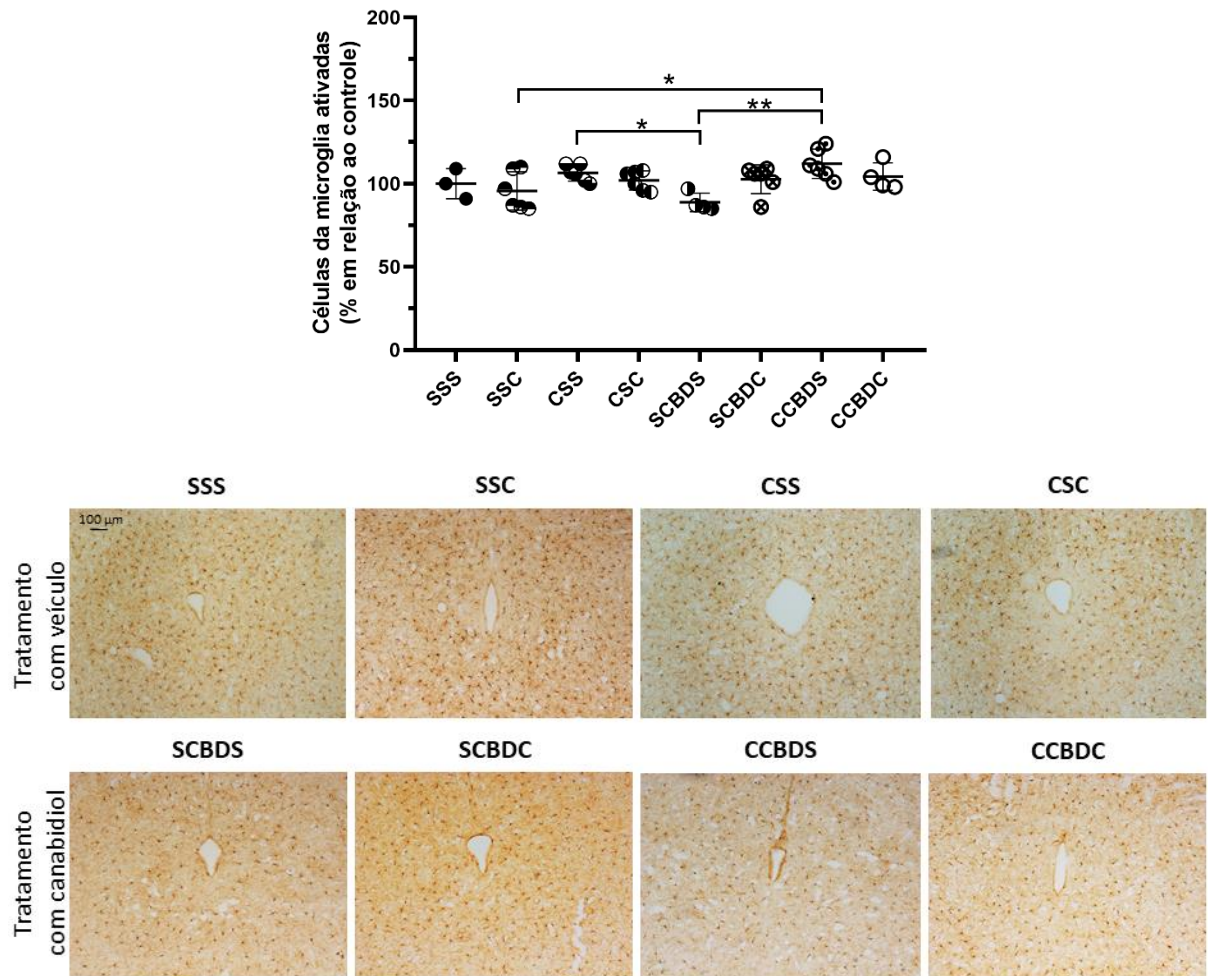 200
150
100
50
0
Células da microglia ativadas
(% em relação ao controle)
*
**
*
SSS
SSC
CSS
CSC
SCBDS
SCBDC
CCBDS
CCBDC
SSS
SSC
CSS
CSC
100 µm
Tratamento
com veículo
SCBDS
SCBDC
CCBDS
CCBDC
Tratamento
com canabidiol